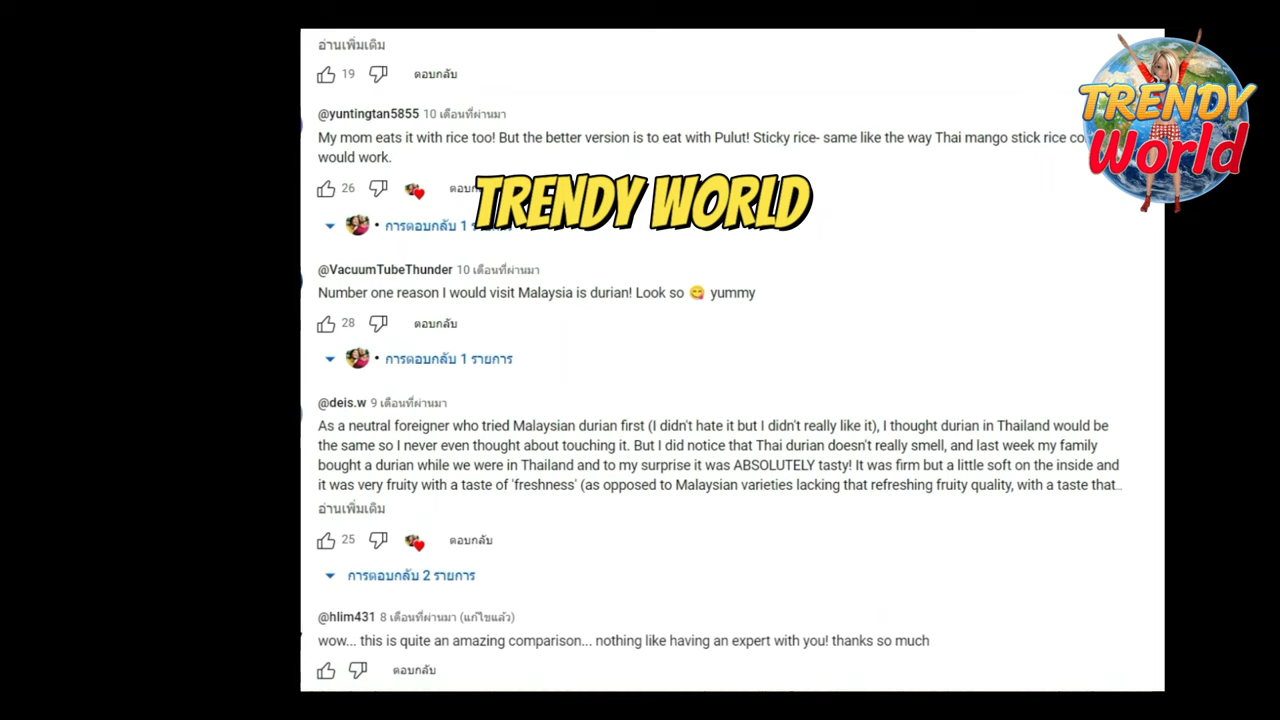 อ่านเพิ่มเติม
19 ตอบกลับ
@yuntingtan5855 10 เดือนที่ผ่านมา
My mom eats it with rice too! But the better version is to eat with Pulut! Sticky rice- same like the way Thai mango stick rice
would work.
26
TRENDY WORLD
การตอบกลับ 1
@VacuumTubeThunder 10 เดือนที่ผ่านมา
Number one reason I would visit Malaysia is durian! Look so 😋 yummy
28 ตอบกลับ
การตอบกลับ 1 รายการ
@deis.w 9 เดือนที่ผ่านมา
As a neutral foreigner who tried Malaysian durian first (I didn't hate it but I didn't really like it), I thought durian in Thailand would be
the same so I never even thought about touching it. But I did notice that Thai durian doesn't really smell, and last week my family
bought a durian while we were in Thailand and to my surprise it was ABSOLUTELY tasty! It was firm but a little soft on the inside and
it was very fruity with a taste of 'freshness' (as opposed to Malaysian varieties lacking that refreshing fruity quality, with a taste that...
อ่านเพิ่มเติม
25 ตอบกลับ
การตอบกลับ 2 รายการ
@hlim431 8 เดือนที่ผ่านมา (แก้ไขแล้ว)
wow... this is quite an amazing comparison... nothing like having an expert with you! thanks so much
ตอบกลับ
TRENDY
World